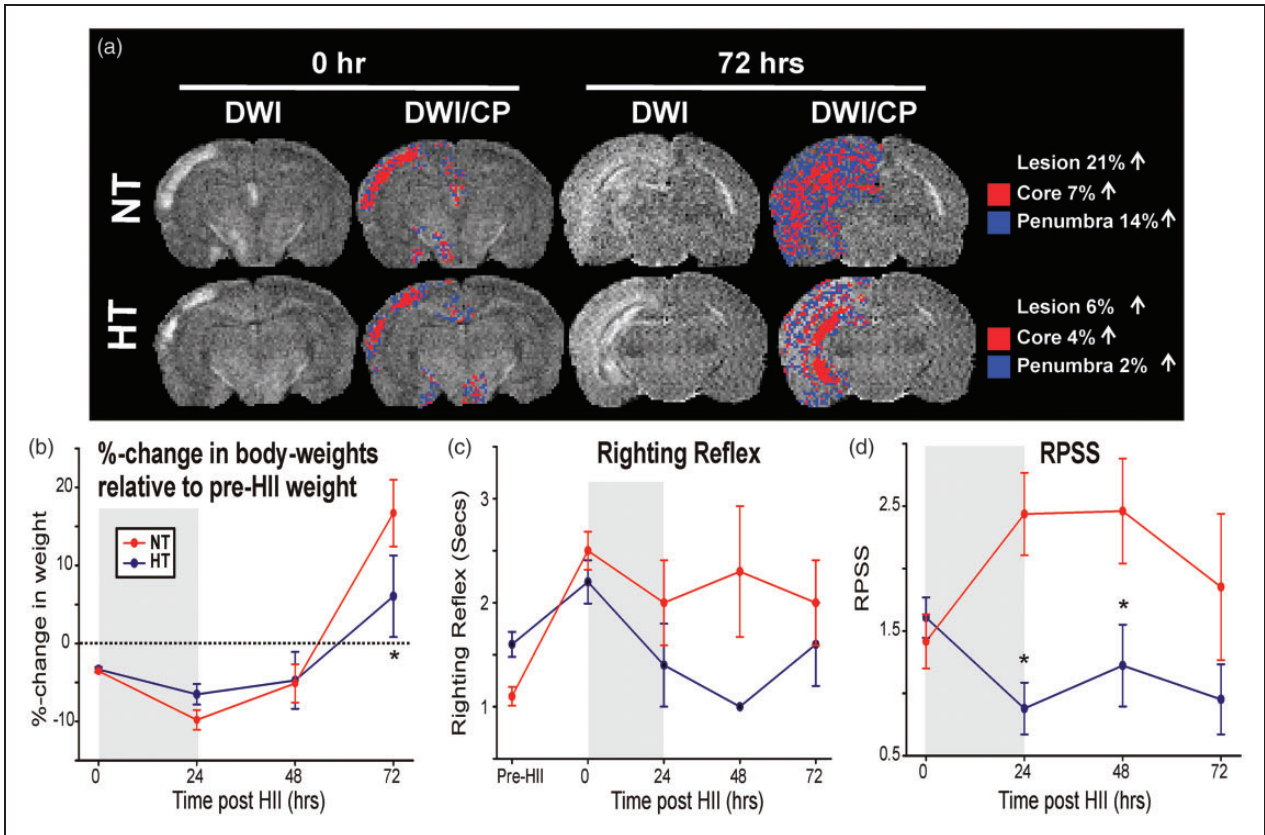 (a)
0 hr
72 hrs
DWI
DWI/CP
DWI
DWI/CP
NT
Lesion 21% ↑
Core 7% ↑
Penumbra 14% ↑
HT
Lesion 6% ↑
Core 4% ↑
Penumbra 2% ↑
(b)
%-change in body-weights
relative to pre-HII weight
%-change in weight
20
10
0
-10
NT
HT
*
0
24
48
72
Time post HII (hrs)
(c)
Righting Reflex
Righting Reflex (Secs)
3
2
1
Pre-HII
0
24
48
72
Time post HII (hrs)
(d)
RPSS
RPSS
2.5
1.5
0.5
*
*
0
24
48
72
Time post HII (hrs)